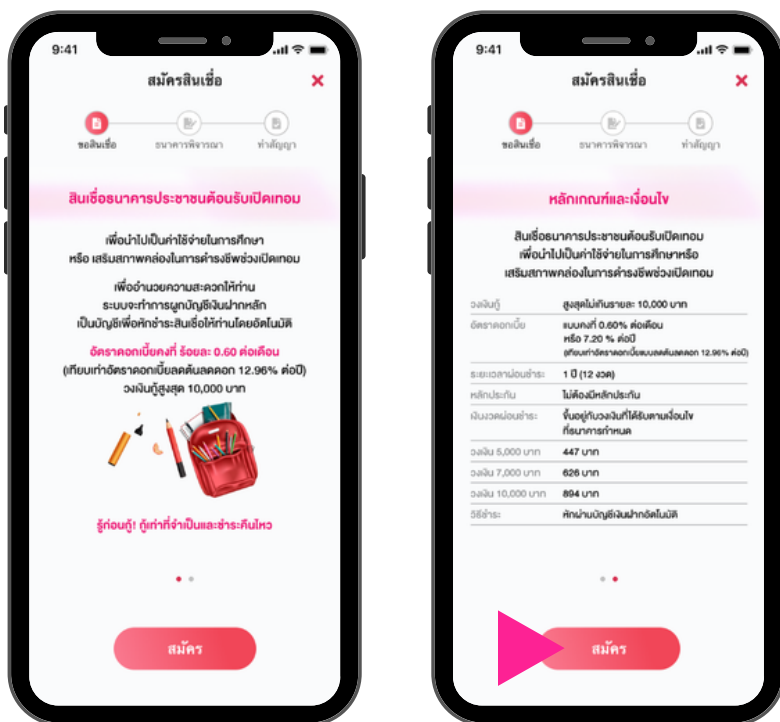 9:41
สมัครสินเชื่อ
ขอสินเชื่อ ธนาคารพิจารณา ทำสัญญา
สินเชื่อธนาคารประชาชนต้อนรับเปิดเทอม
เพื่อนำไปเป็นค่าใช้จ่ายในการศึกษา
หรือ เสริมสภาพคล่องในการดำรงชีพช่วงเปิดเทอม
เพื่ออำนวยความสะดวกให้ท่าน
ระบบจะทำการผูกบัญชีเงินฝากหลัก
เป็นบัญชีเพื่อหักชำระสินเชื่อให้ท่านโดยอัตโนมัติ
อัตราดอกเบี้ยคงที่ ร้อยละ 0.60 ต่อเดือน
(เทียบเท่าอัตราดอกเบี้ยลดต้นลดดอก 12.96% ต่อปี)
วงเงินกู้สูงสุด 10,000 บาท
รู้ก่อนกู้! กู้เท่าที่จำเป็นและชำระคืนไหว
สมัคร
9:41
สมัครสินเชื่อ
ขอสินเชื่อ ธนาคารพิจารณา ทำสัญญา
หลักเกณฑ์และเงื่อนไข
สินเชื่อธนาคารประชาชนต้อนรับเปิดเทอม
เพื่อนำไปเป็นค่าใช้จ่ายในการศึกษาหรือ
เสริมสภาพคล่องในการดำรงชีพช่วงเปิดเทอม
วงเงินกู้ สูงสุดไม่เกินรายละ 10,000 บาท
อัตราดอกเบี้ย แบบคงที่ 0.60% ต่อเดือน
หรือ 7.20 % ต่อปี
(เทียบเท่าอัตราดอกเบี้ยแบบลดต้นลดดอก 12.96% ต่อปี)
ระยะเวลาผ่อนชำระ 1 ปี (12 งวด)
หลักประกัน ไม่ต้องมีหลักประกัน
เงินงวดผ่อนชำระ ขึ้นอยู่กับวงเงินที่ได้รับตามเงื่อนไข
ที่ธนาคารกำหนด
วงเงิน 5,000 บาท 447 บาท
วงเงิน 7,000 บาท 626 บาท
วงเงิน 10,000 บาท 894 บาท
วิธีชำระ หักผ่านบัญชีเงินฝากอัตโนมัติ
สมัคร